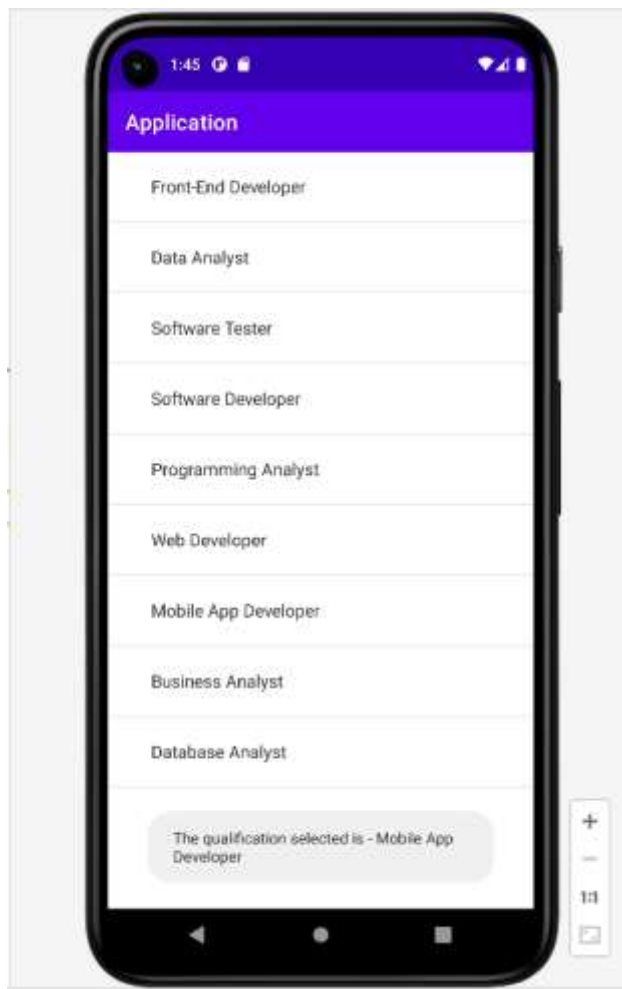 1:45
Application
Front-End Developer
Data Analyst
Software Tester
Software Developer
Programming Analyst
Web Developer
Mobile App Developer
Business Analyst
Database Analyst
The qualification selected is - Mobile App
Developer
1:1